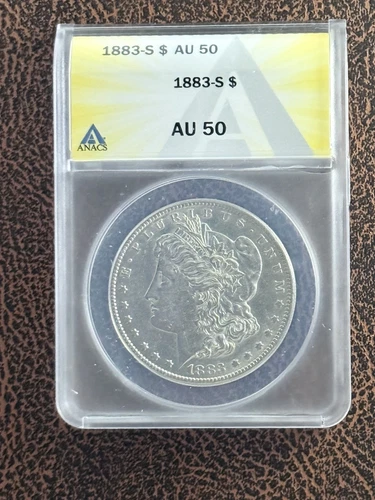 1883-S $ AU 50
1883-S $
AU 50
ANACS
E·PLURIBUS·UNUM
1883